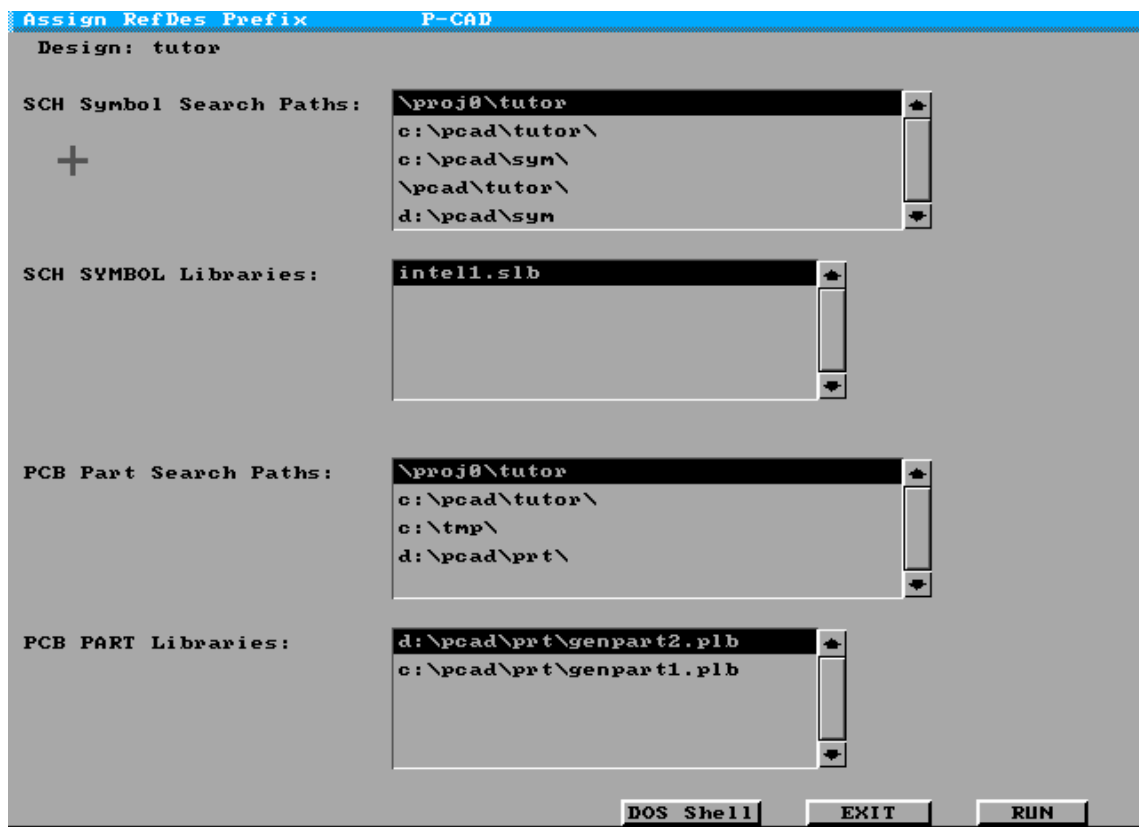 Assign RefDes Prefix P-CAD
Design: tutor
SCH Symbol Search Paths:
\proj0\tutor
c:\pcad\tutor\
c:\pcad\sym\
\pcad\tutor\
d:\pcad\sym
SCH SYMBOL Libraries:
intel1.slb
PCB Part Search Paths:
\proj0\tutor
c:\pcad\tutor\
c:\tmp\
d:\pcad\prt\
PCB PART Libraries:
d:\pcad\prt\genpart2.plb
c:\pcad\prt\genpart1.plb
DOS Shell EXIT RUN